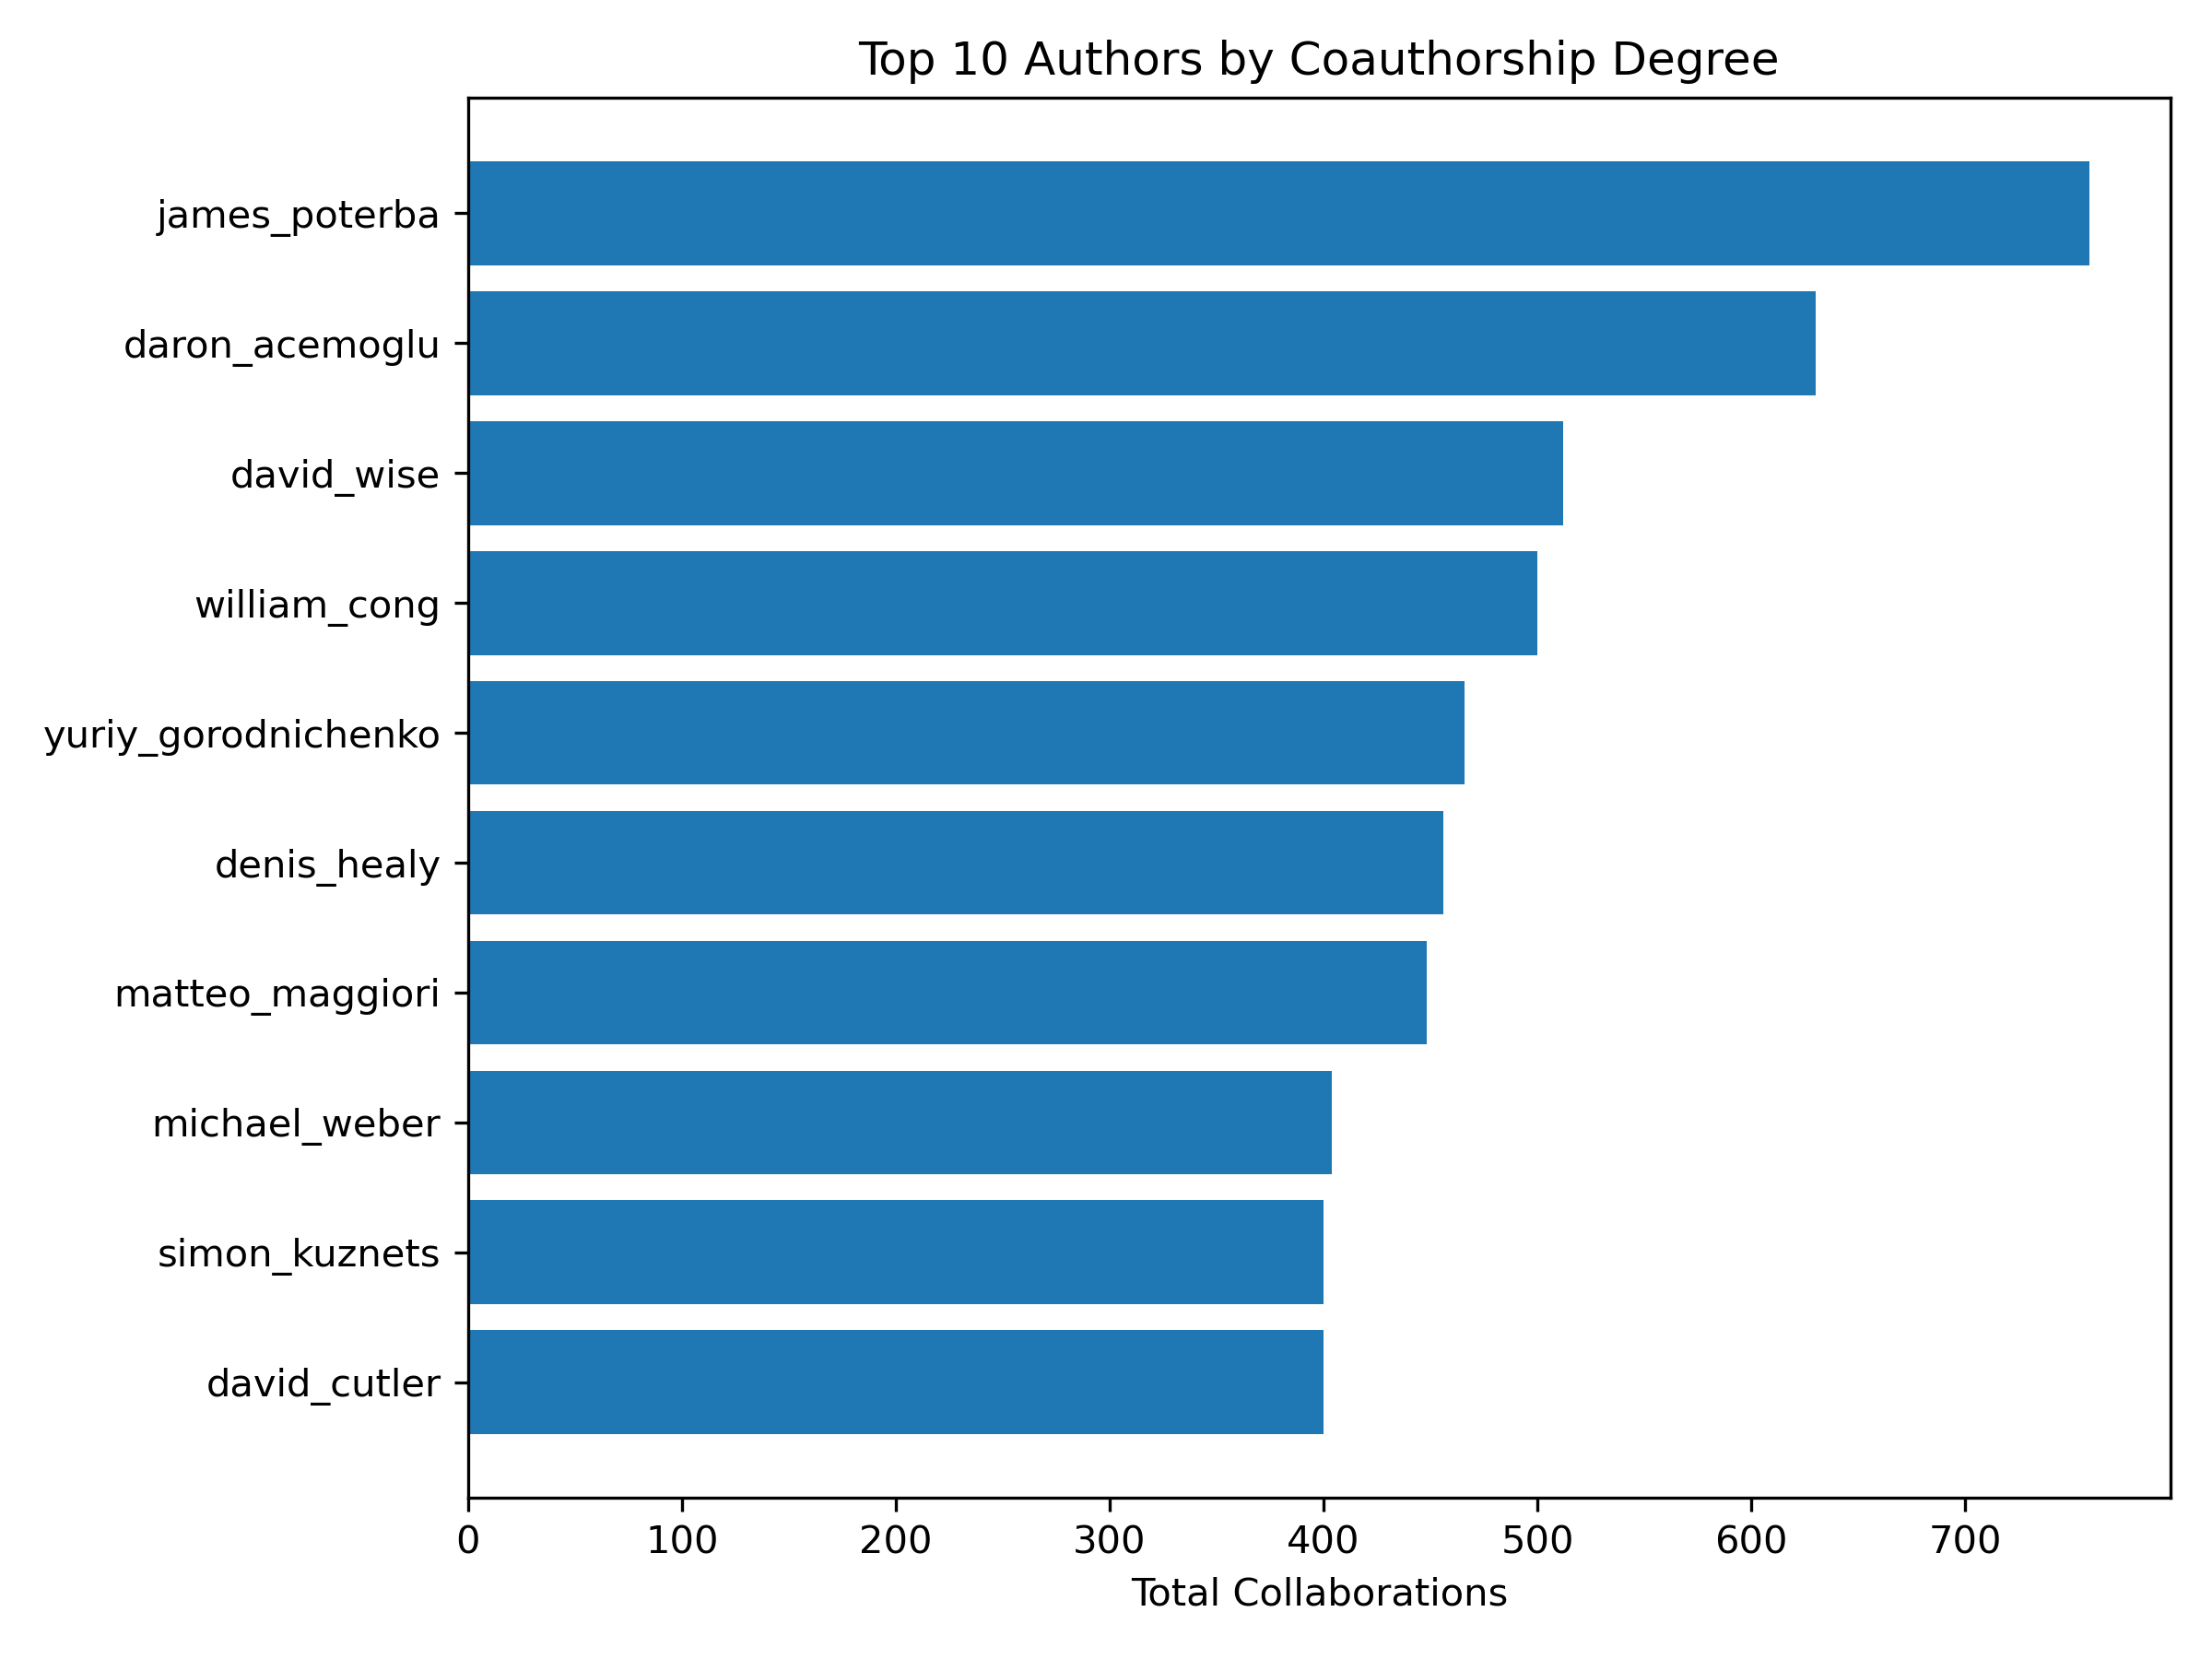 Top 10 Authors by Coauthorship Degree
james_poterba
daron_acemoglu
david_wise
william_cong
yuriy_gorodnichenko
denis_healy
matteo_maggiori
michael_weber
simon_kuznets
david_cutler
0 100 200 300 400 500 600 700
Total Collaborations